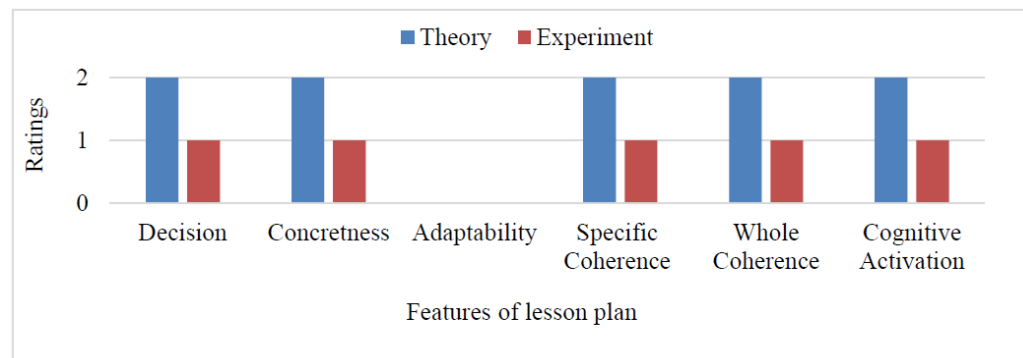 Theory Experiment
2
1
0
Ratings
Decision Concretness Adaptability Specific Coherence Whole Coherence Cognitive Activation
Features of lesson plan